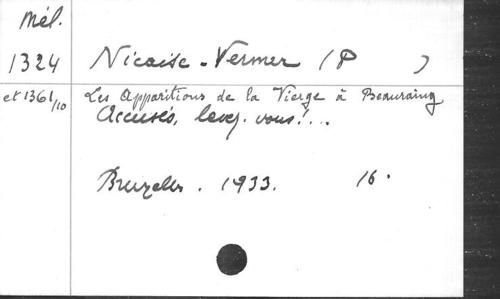 Mél.
1324 Nicaise-Vermer (P )
et 1361/10 Les Apparitions de la Vierge à Beauraing
Accusés, levez-vous!...
Bruxelles. 1933. 16.